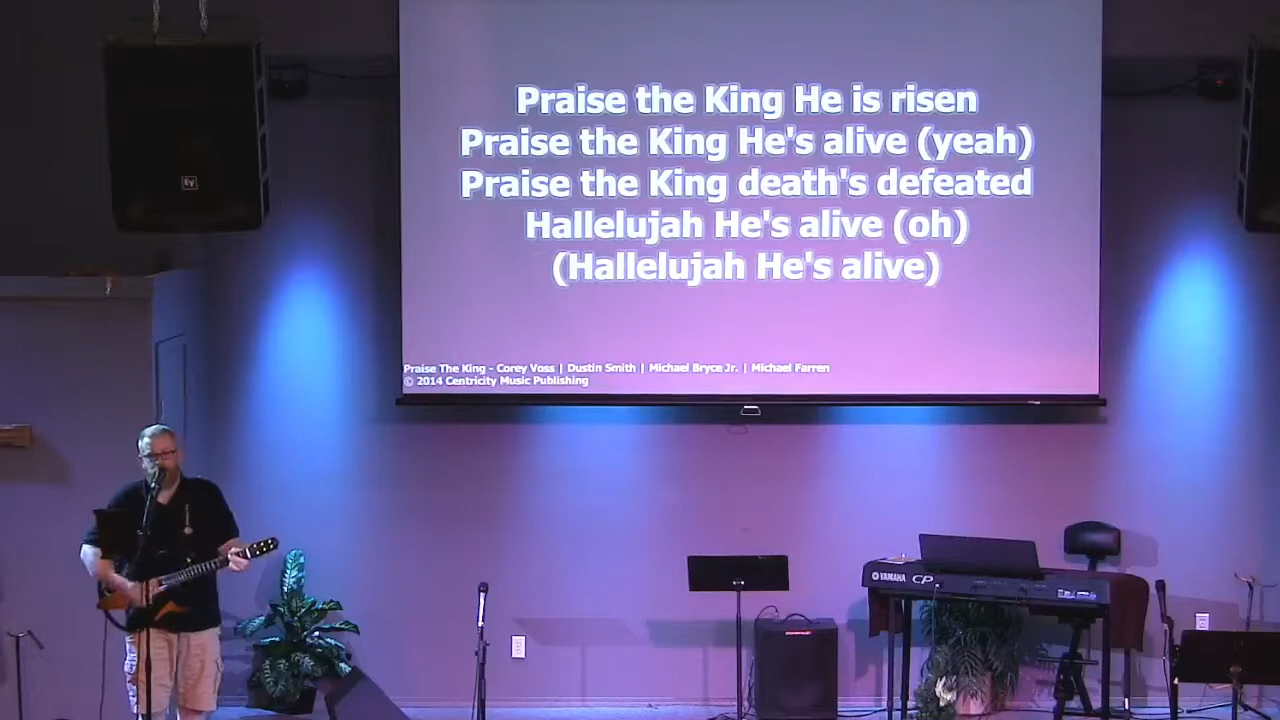 Praise the King He is risen
Praise the King He's alive (yeah)
Praise the King death's defeated
Hallelujah He's alive (oh)
(Hallelujah He's alive)
Praise The King - Corey Voss | Dustin Smith | Michael Bryce Jr. | Michael Farren
© 2014 Centricity Music Publishing
EV
YAMAHA CP